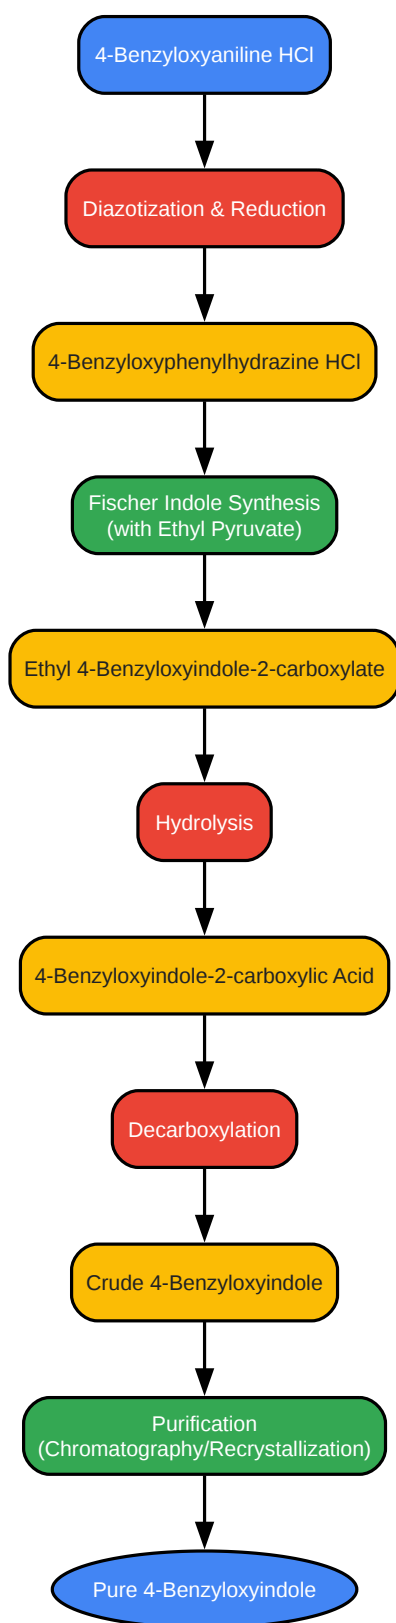 4-Benzyloxyaniline HCl
Diazotization & Reduction
4-Benzyloxyphenylhydrazine HCl
Fischer Indole Synthesis
(with Ethyl Pyruvate)
Ethyl 4-Benzyloxyindole-2-carboxylate
Hydrolysis
4-Benzyloxyindole-2-carboxylic Acid
Decarboxylation
Crude 4-Benzyloxyindole
Purification
(Chromatography/Recrystallization)
Pure 4-Benzyloxyindole